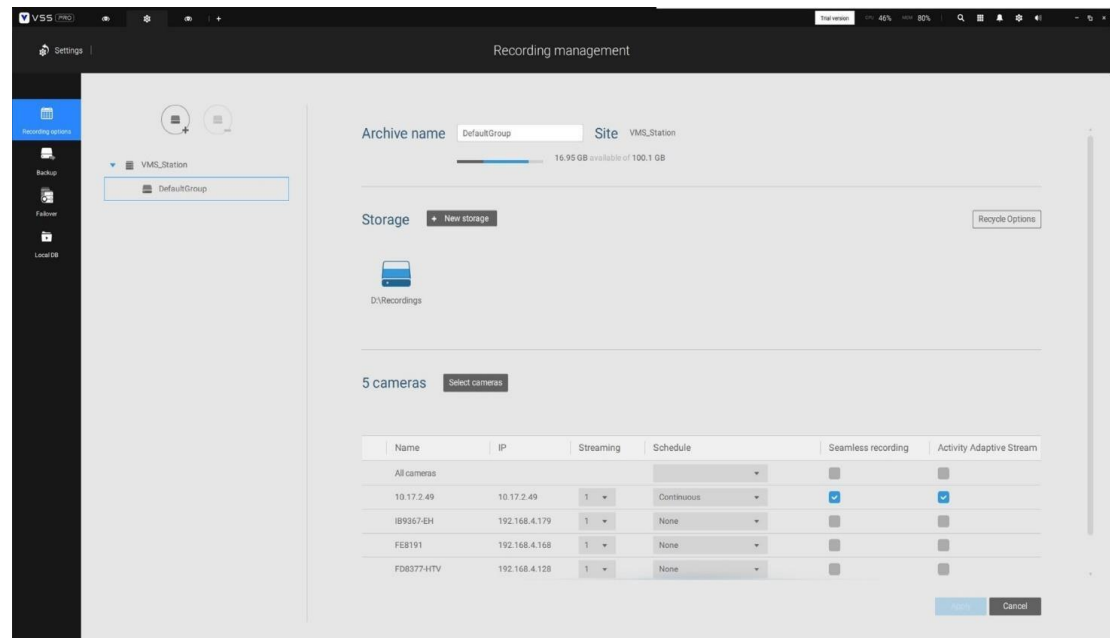 VSS PRO
+
Trial version CPU 46% MEM 80%
Settings
Recording management
Recording options
Backup
Failover
Local DB
VMS_Station
DefaultGroup
Archive name DefaultGroup Site VMS_Station
16.95 GB available of 100.1 GB
Storage + New storage Recycle Options
D:\Recordings
5 cameras Select cameras
Name IP Streaming Schedule Seamless recording Activity Adaptive Stream
All cameras
10.17.2.49 10.17.2.49 1 Continuous
IB9367-EH 192.168.4.179 1 None
FE8191 192.168.4.168 1 None
FD8377-HTV 192.168.4.128 1 None
Apply Cancel